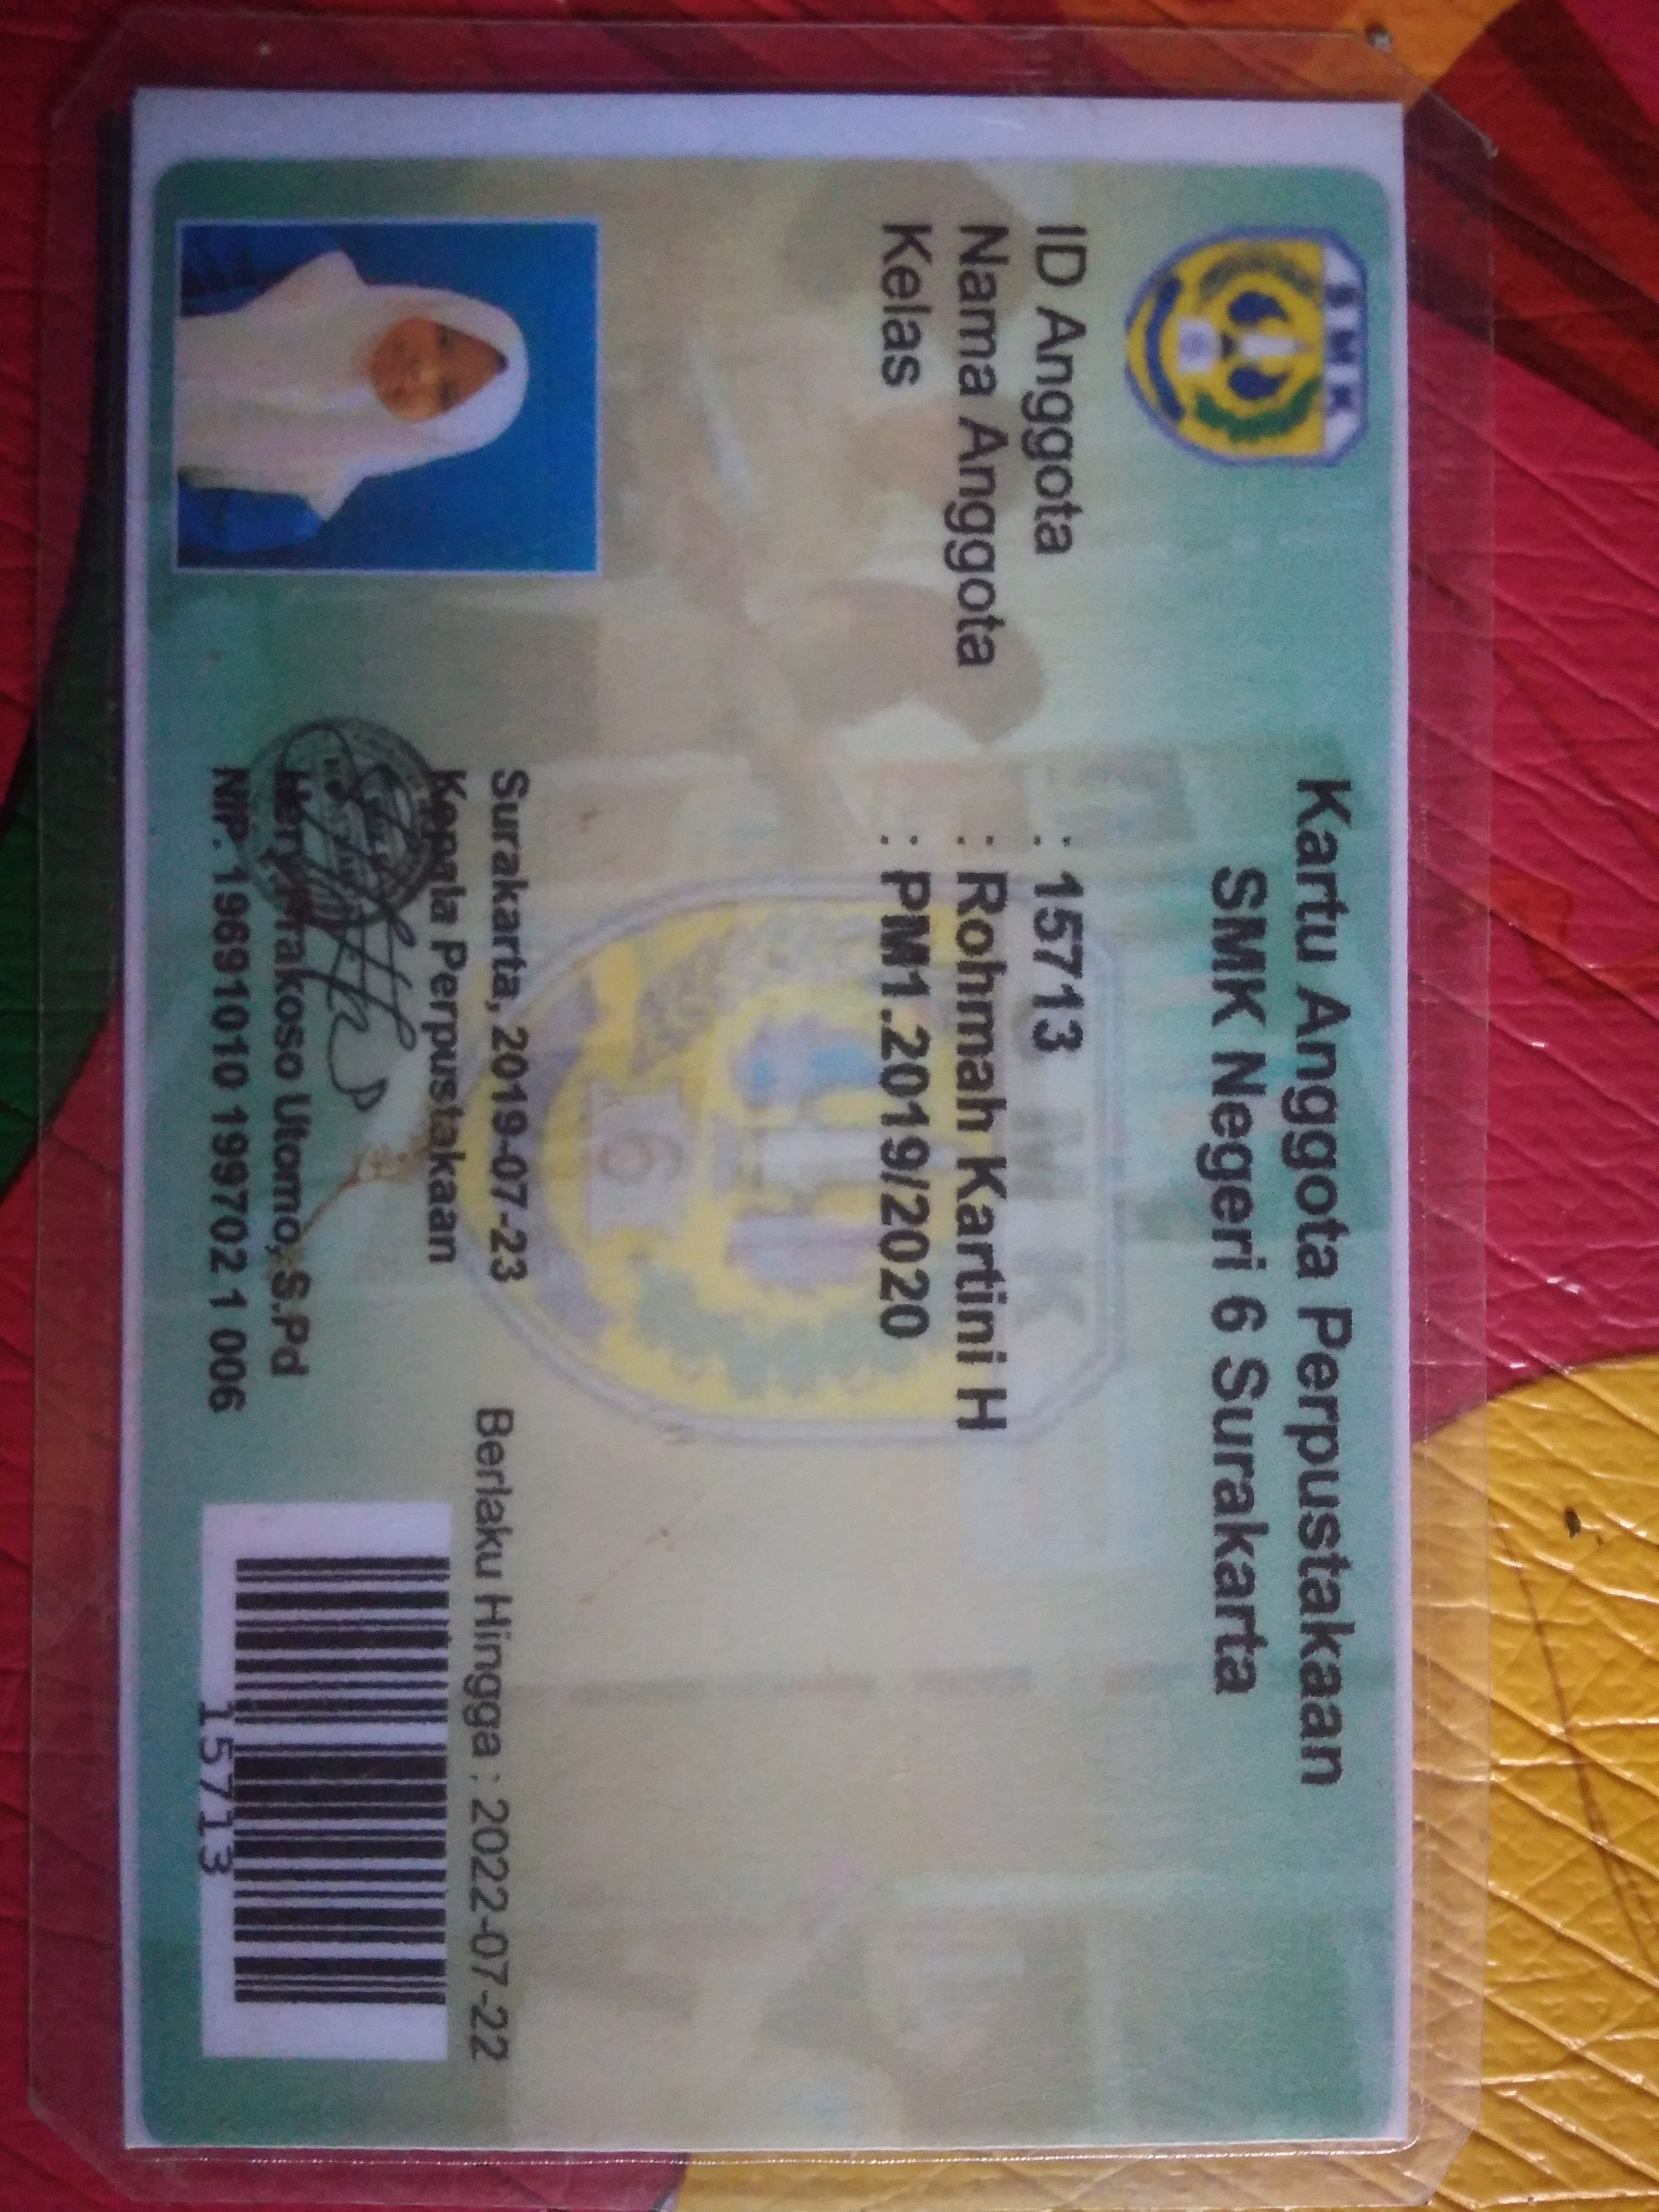 SMK
Kartu Anggota Perpustakaan
SMK Negeri 6 Surakarta
ID Anggota : 15713
Nama Anggota : Rohmah Kartini H
Kelas : PM1.2019/2020
Surakarta, 2019-07-23
Kepala Perpustakaan
Hery Prakoso Utomo, S.Pd
NIP. 19691010 199702 1 006
Berlaku Hingga : 2022-07-22
15713